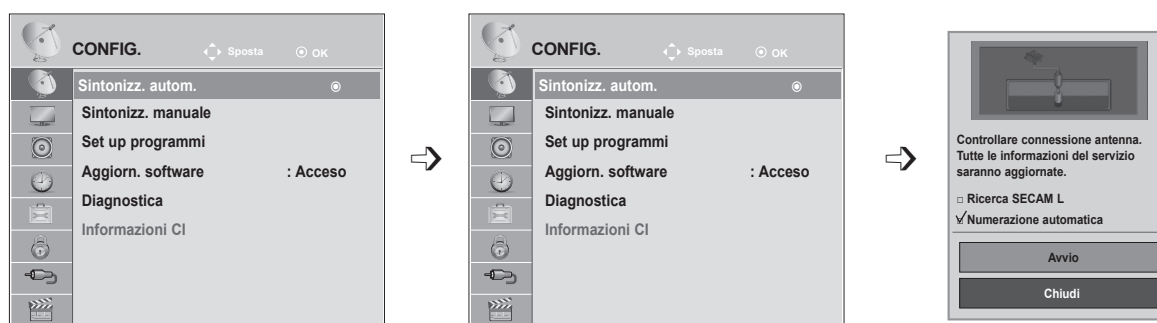 CONFIG. Sposta OK
Sintonizz. autom.
Sintonizz. manuale
Set up programmi
Aggiorn. software : Acceso
Diagnostica
Informazioni CI
CONFIG. Sposta OK
Sintonizz. autom.
Sintonizz. manuale
Set up programmi
Aggiorn. software : Acceso
Diagnostica
Informazioni CI
Controllare connessione antenna.
Tutte le informazioni del servizio
saranno aggiornate.
Ricerca SECAM L
Numerazione automatica
Avvio
Chiudi